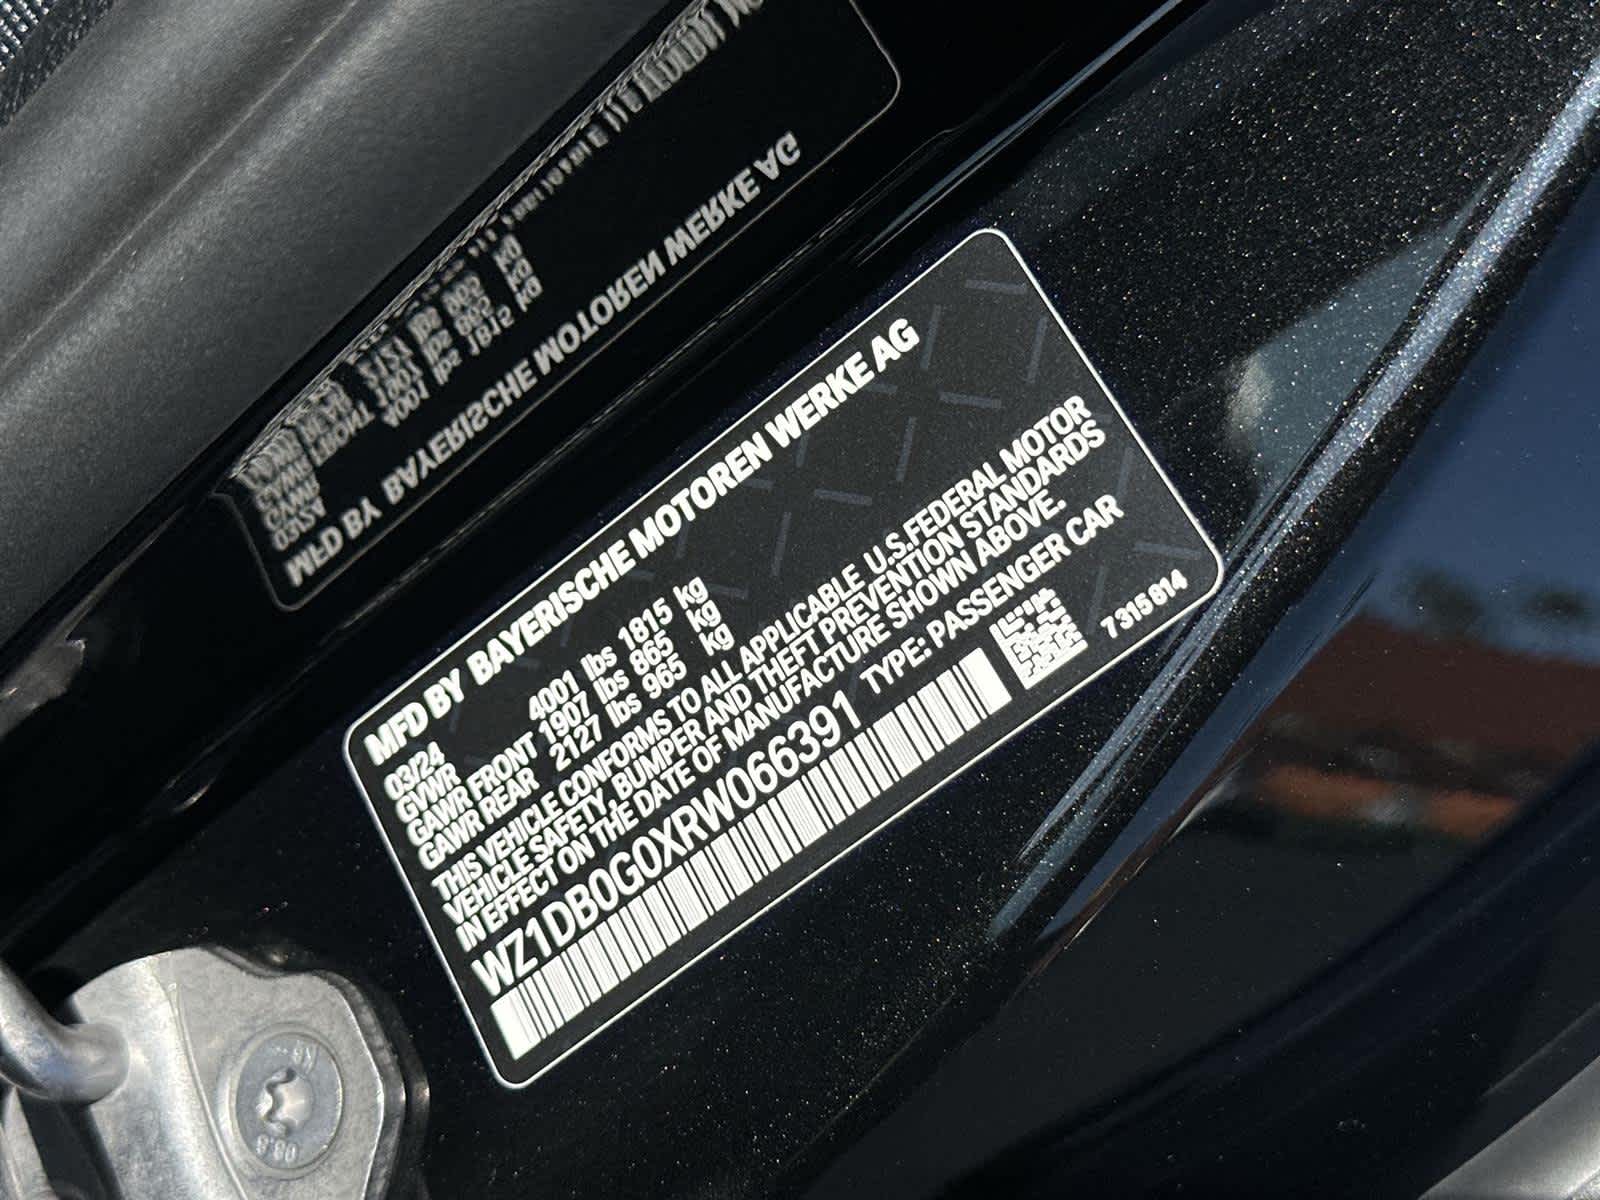 MFD BY BAYERISCHE MOTOREN WERKE AG
03/24
GVWR 4001 lbs 1815 kg
GAWR FRONT 1907 lbs 865 kg
GAWR REAR 2127 lbs 965 kg
THIS VEHICLE CONFORMS TO ALL APPLICABLE U.S.FEDERAL MOTOR
VEHICLE SAFETY, BUMPER AND THEFT PREVENTION STANDARDS
IN EFFECT ON THE DATE OF MANUFACTURE SHOWN ABOVE.
WZ1DB0G0XRW066391 TYPE: PASSENGER CAR
7 315 814
MFD BY BAYERISCHE MOTOREN WERKE AG
08.8